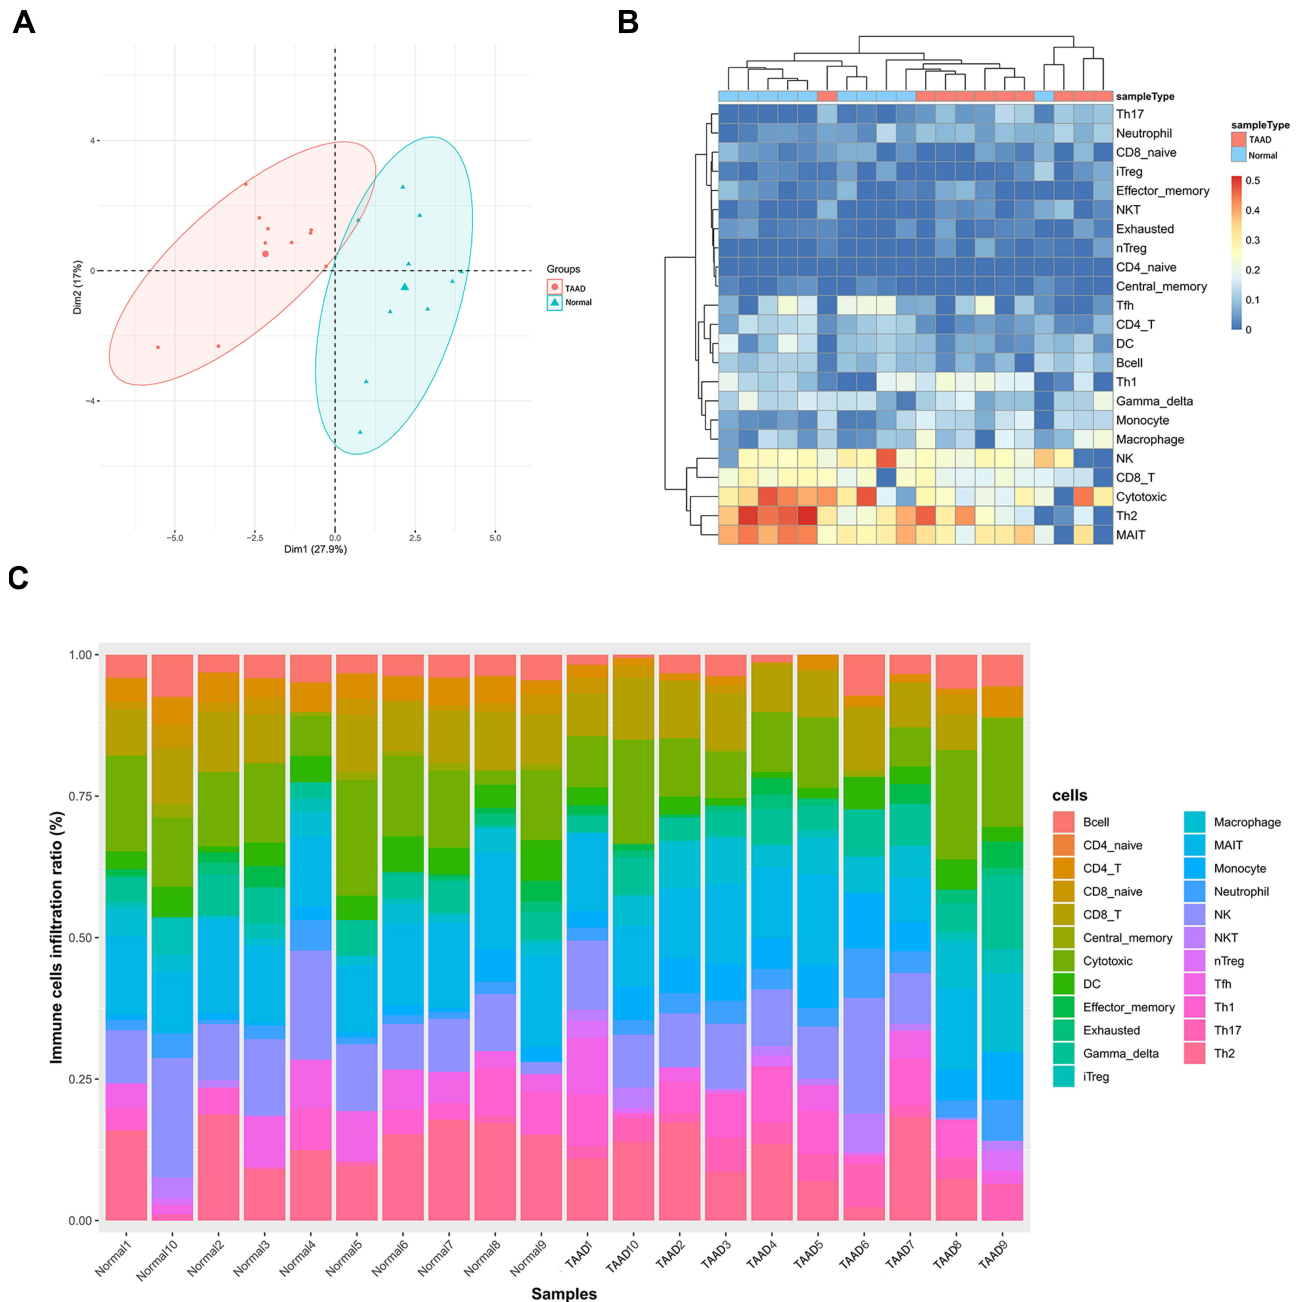 A
4
0
−4
Dim2 (17%)
−5.0
−2.5
0.0
2.5
5.0
Dim1 (27.9%)
Groups
TAAD
Normal
B
sampleType
Th17
Neutrophil
CD8_naive
iTreg
Effector_memory
NKT
Exhausted
nTreg
CD4_naive
Central_memory
Tfh
CD4_T
DC
Bcell
Th1
Gamma_delta
Monocyte
Macrophage
NK
CD8_T
Cytotoxic
Th2
MAIT
sampleType
TAAD
Normal
0.5
0.4
0.3
0.2
0.1
0
C
1.00
0.75
0.50
0.25
0.00
Immune cells infiltration ratio (%)
Normal1
Normal10
Normal2
Normal3
Normal4
Normal5
Normal6
Normal7
Normal8
Normal9
TAAD1
TAAD10
TAAD2
TAAD3
TAAD4
TAAD5
TAAD6
TAAD7
TAAD8
TAAD9
Samples
cells
Bcell
CD4_naive
CD4_T
CD8_naive
CD8_T
Central_memory
Cytotoxic
DC
Effector_memory
Exhausted
Gamma_delta
iTreg
Macrophage
MAIT
Monocyte
Neutrophil
NK
NKT
nTreg
Tfh
Th1
Th17
Th2